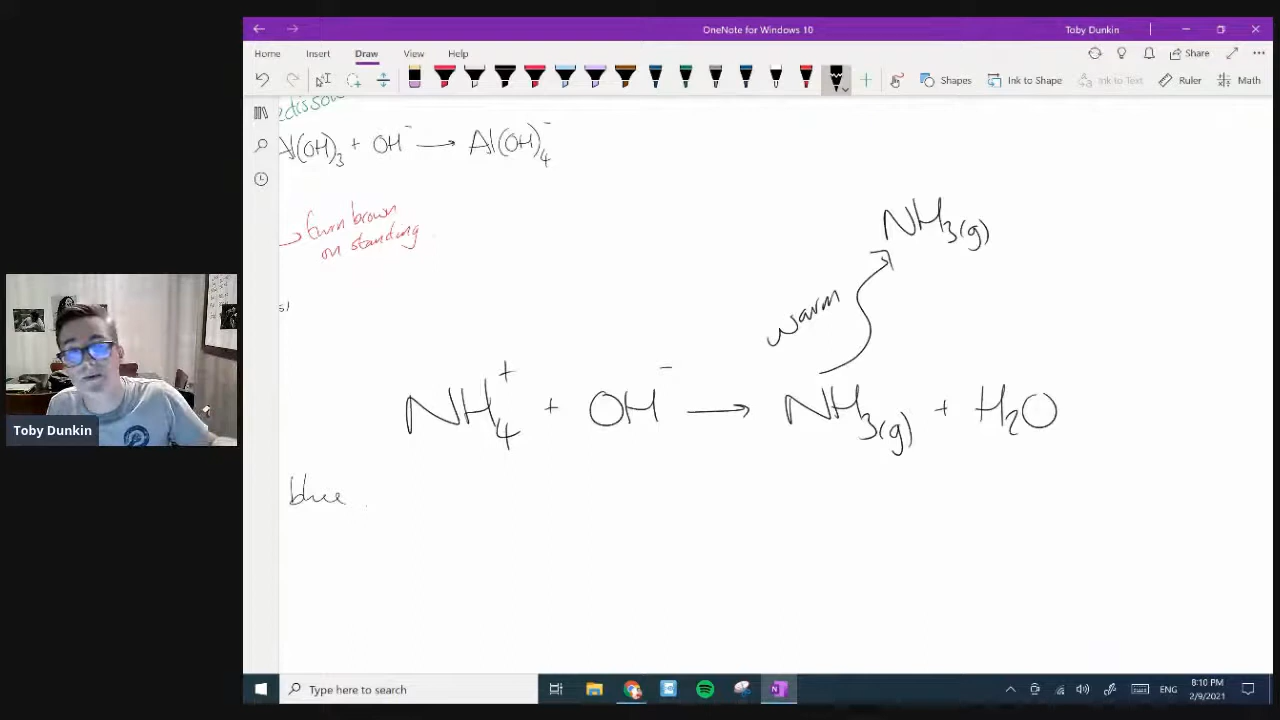 OneNote for Windows 10
Toby Dunkin
Home Insert Draw View Help
Share
Shapes
Ink to Shape
Ink to Text
Ruler
Math
Al(OH)₃ + OH⁻ → Al(OH)₄⁻
→ turn brown
on standing
NH₃(g)
warm
NH₄⁺ + OH⁻ → NH₃(g) + H₂O
blue
Toby Dunkin
Type here to search
ENG
8:10 PM
2/9/2021